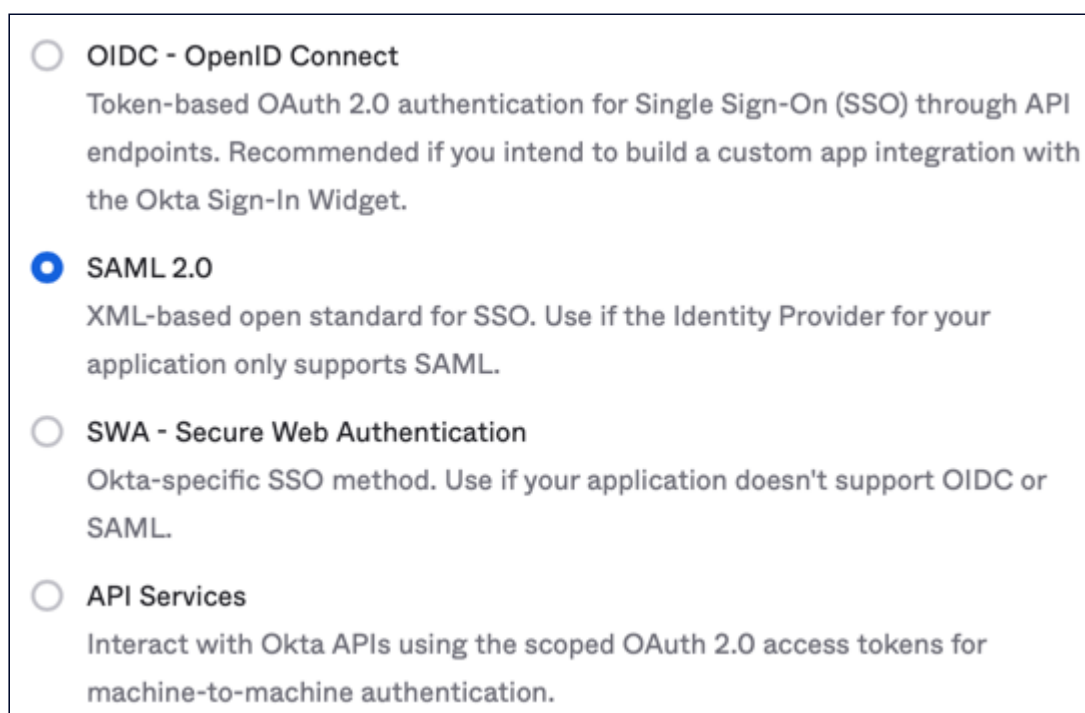 OIDC - OpenID Connect
Token-based OAuth 2.0 authentication for Single Sign-On (SSO) through API
endpoints. Recommended if you intend to build a custom app integration with
the Okta Sign-In Widget.
SAML 2.0
XML-based open standard for SSO. Use if the Identity Provider for your
application only supports SAML.
SWA - Secure Web Authentication
Okta-specific SSO method. Use if your application doesn't support OIDC or
SAML.
API Services
Interact with Okta APIs using the scoped OAuth 2.0 access tokens for
machine-to-machine authentication.